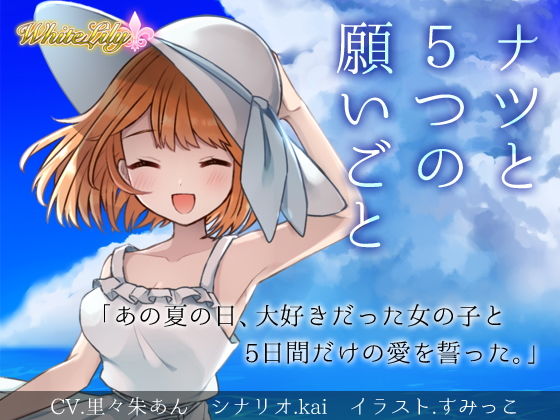 WhiteLily
ナツと
5つの
願いごと
「あの夏の日、大好きだった女の子と
5日間だけの愛を誓った。」
CV.里々朱あん シナリオ.kai イラスト.すみっこ